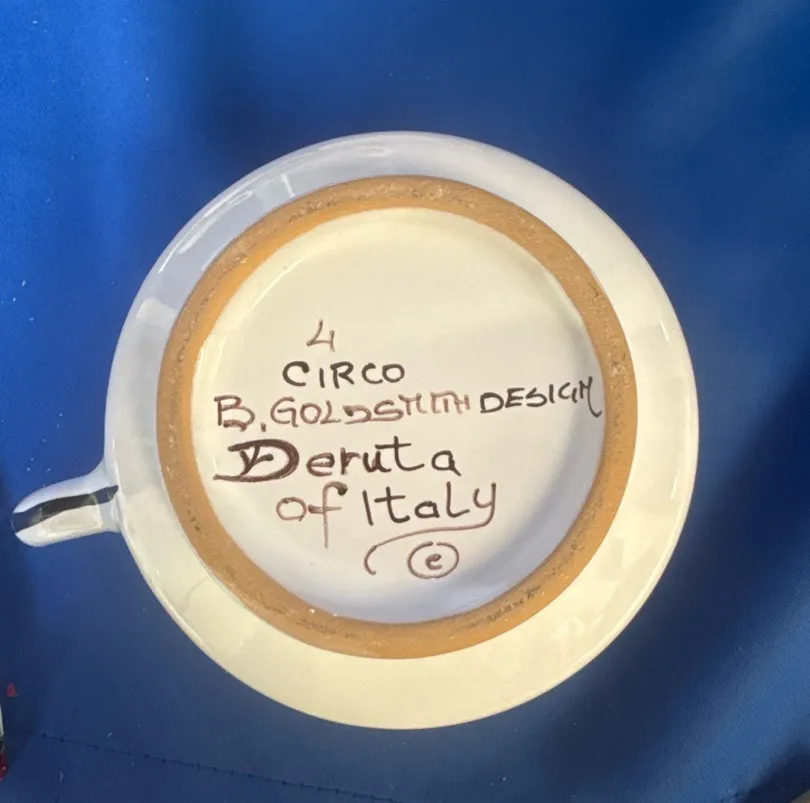 4
CIRCO
B. GOLDSMITH DESIGN
Deruta
of Italy
e